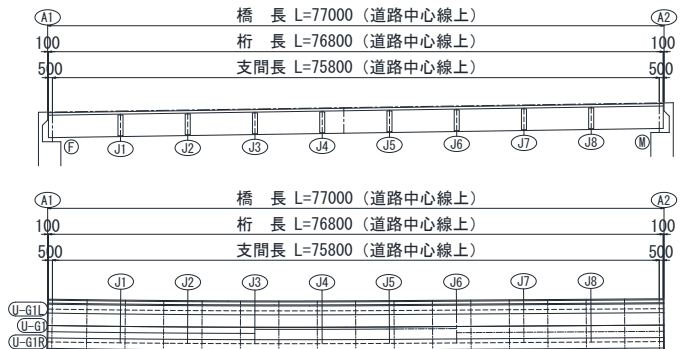 A1 橋 長 L=77000（道路中心線上） A2
100 桁 長 L=76800（道路中心線上） 100
500 支間長 L=75800（道路中心線上） 500
F J1 J2 J3 J4 J5 J6 J7 J8 M
A1 橋 長 L=77000（道路中心線上） A2
100 桁 長 L=76800（道路中心線上） 100
500 支間長 L=75800（道路中心線上） 500
J1 J2 J3 J4 J5 J6 J7 J8
U-G1L
U-G1
U-G1R